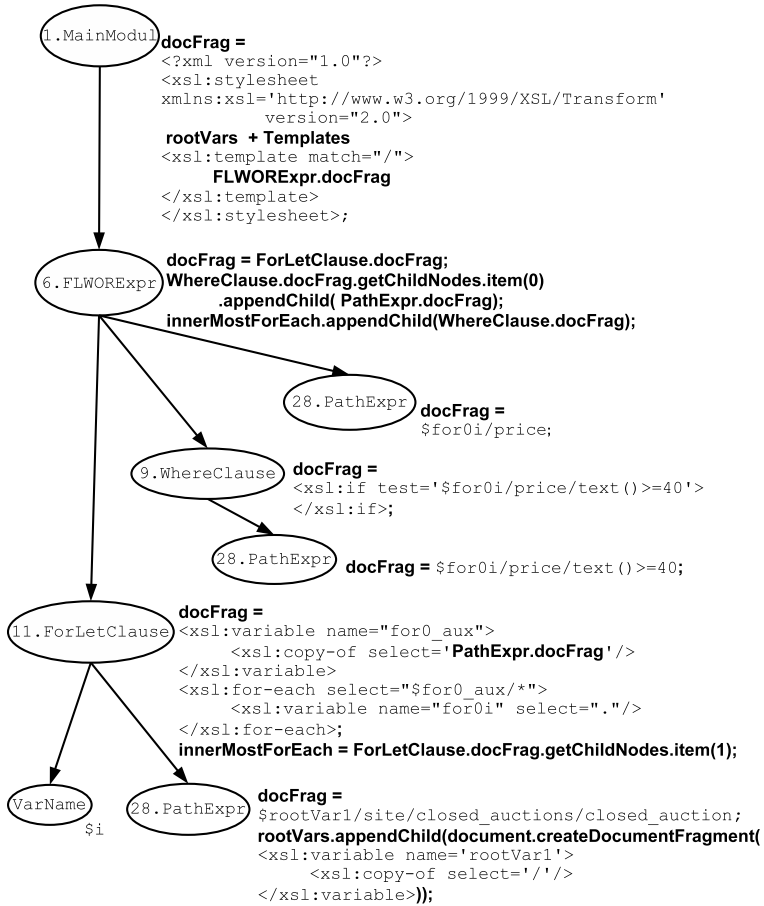 1.MainModul
docFrag =
<?xml version="1.0"?>
<xsl:stylesheet
xmlns:xsl='http://www.w3.org/1999/XSL/Transform'
version="2.0">
rootVars + Templates
<xsl:template match="/">
FLWORExpr.docFrag
</xsl:template>
</xsl:stylesheet>;
6.FLWORExpr
docFrag = ForLetClause.docFrag;
WhereClause.docFrag.getChildNodes.item(0)
.appendChild( PathExpr.docFrag);
innerMostForEach.appendChild(WhereClause.docFrag);
28.PathExpr
docFrag =
$for0i/price;
9.WhereClause
docFrag =
<xsl:if test='$for0i/price/text()>=40'>
</xsl:if>;
28.PathExpr
docFrag = $for0i/price/text()>=40;
11.ForLetClause
docFrag =
<xsl:variable name="for0_aux">
<xsl:copy-of select='PathExpr.docFrag'/>
</xsl:variable>
<xsl:for-each select="$for0_aux/*">
<xsl:variable name="for0i" select="."/>
</xsl:for-each>;
innerMostForEach = ForLetClause.docFrag.getChildNodes.item(1);
VarName
$i
28.PathExpr
docFrag =
$rootVar1/site/closed_auctions/closed_auction;
rootVars.appendChild(document.createDocumentFragment(
<xsl:variable name='rootVar1'>
<xsl:copy-of select='/'/>
</xsl:variable>));